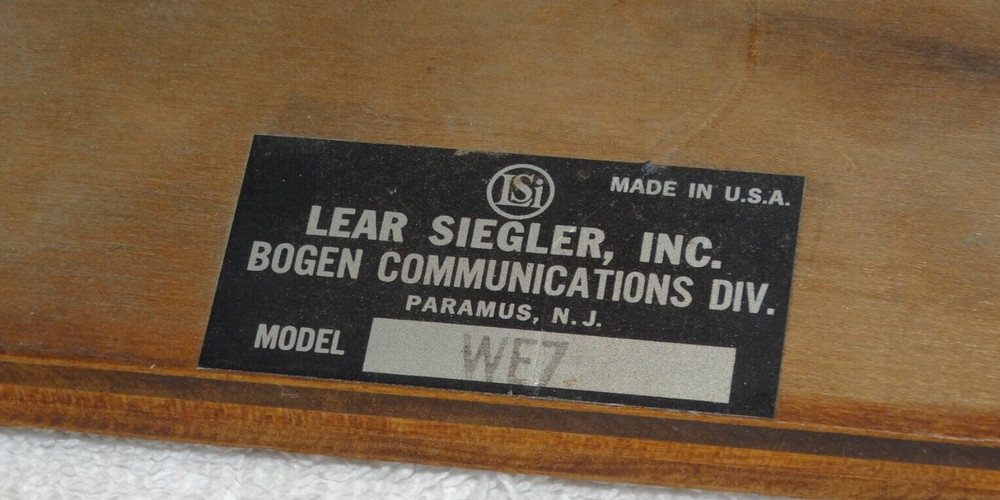 LSi
MADE IN U.S.A.
LEAR SIEGLER, INC.
BOGEN COMMUNICATIONS DIV.
PARAMUS, N.J.
MODEL WE7